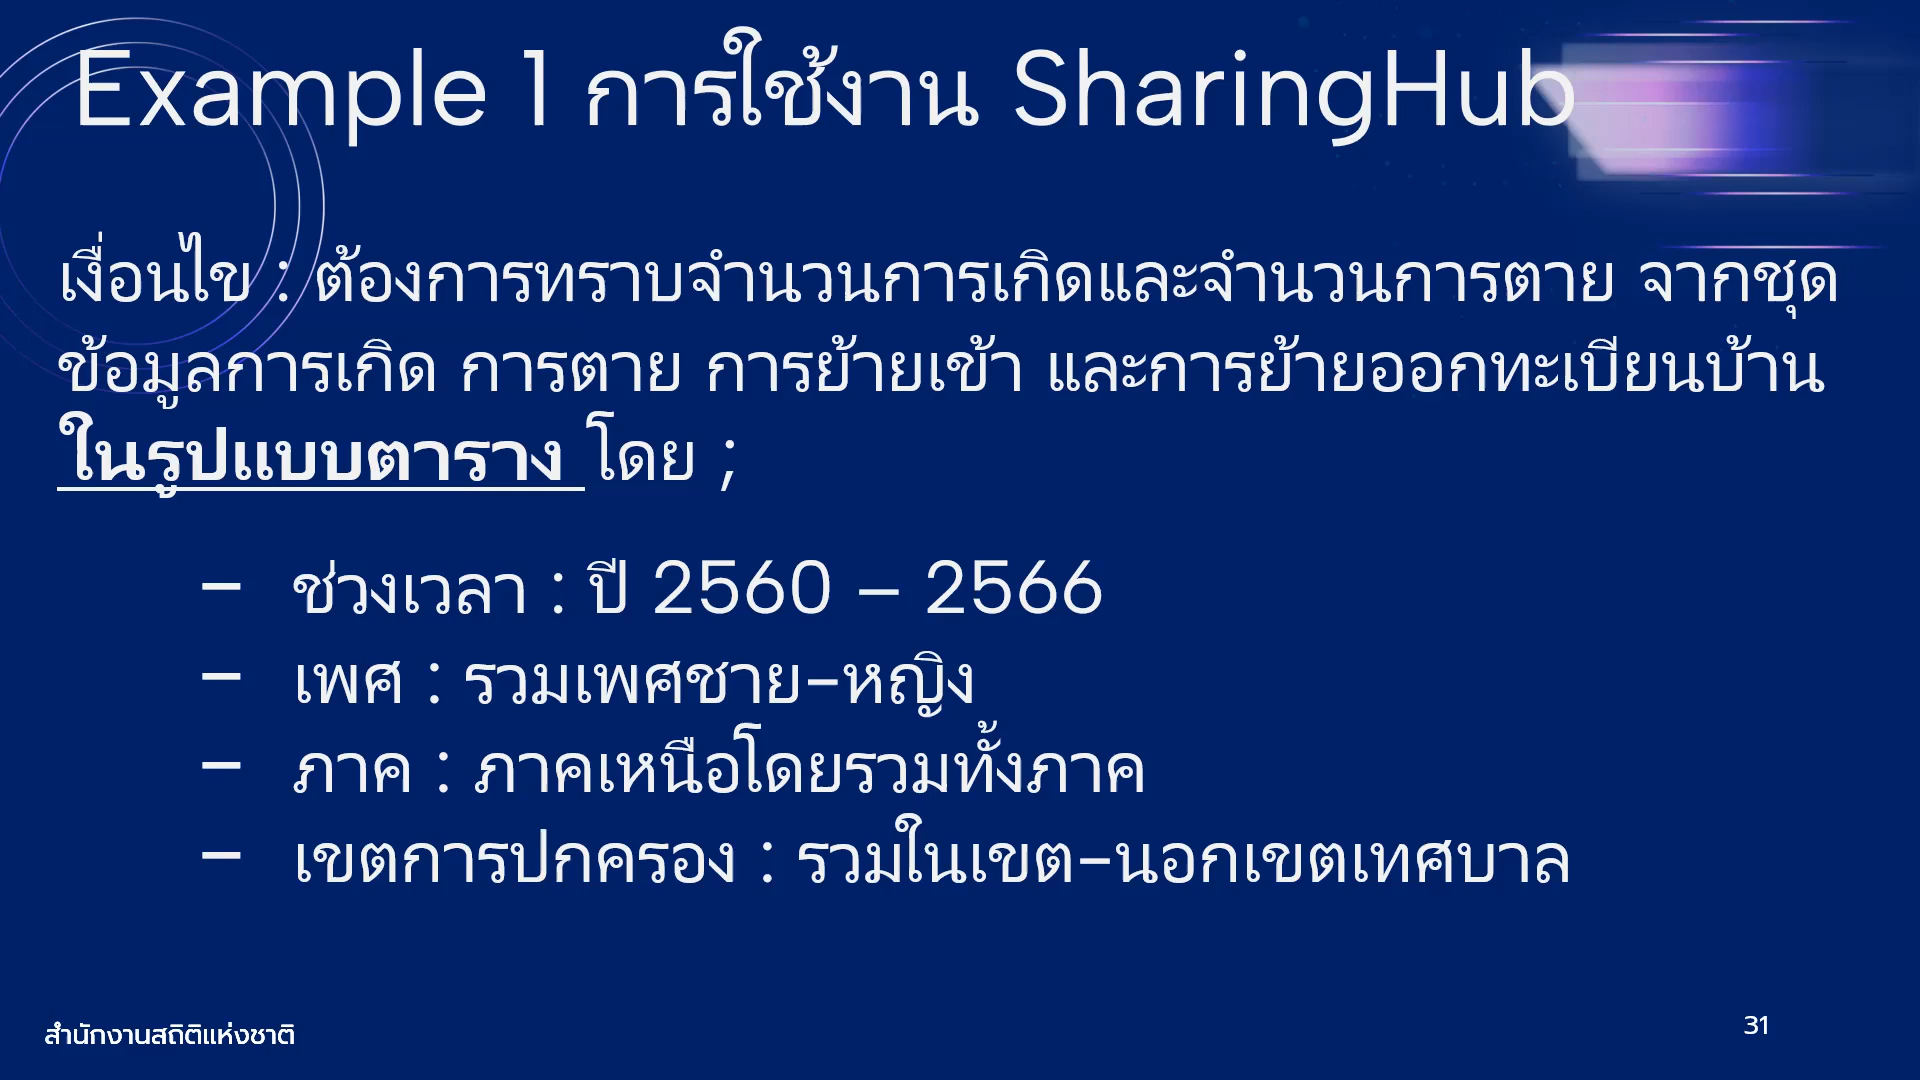 Example 1 การใช้งาน SharingHub
เงื่อนไข : ต้องการทราบจำนวนการเกิดและจำนวนการตาย จากชุด
ข้อมูลการเกิด การตาย การย้ายเข้า และการย้ายออกทะเบียนบ้าน
ในรูปแบบตาราง โดย ;
– ช่วงเวลา : ปี 2560 – 2566
– เพศ : รวมเพศชาย-หญิง
– ภาค : ภาคเหนือโดยรวมทั้งภาค
– เขตการปกครอง : รวมในเขต-นอกเขตเทศบาล
สำนักงานสถิติแห่งชาติ
31